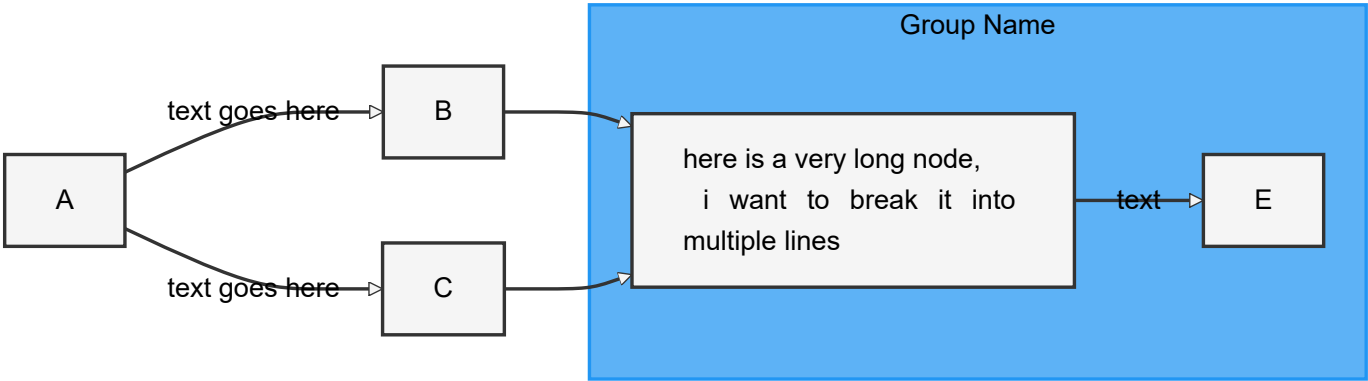 Group Name
text goes here
B
A
here is a very long node,
i want to break it into
multiple lines
text
E
text goes here
C